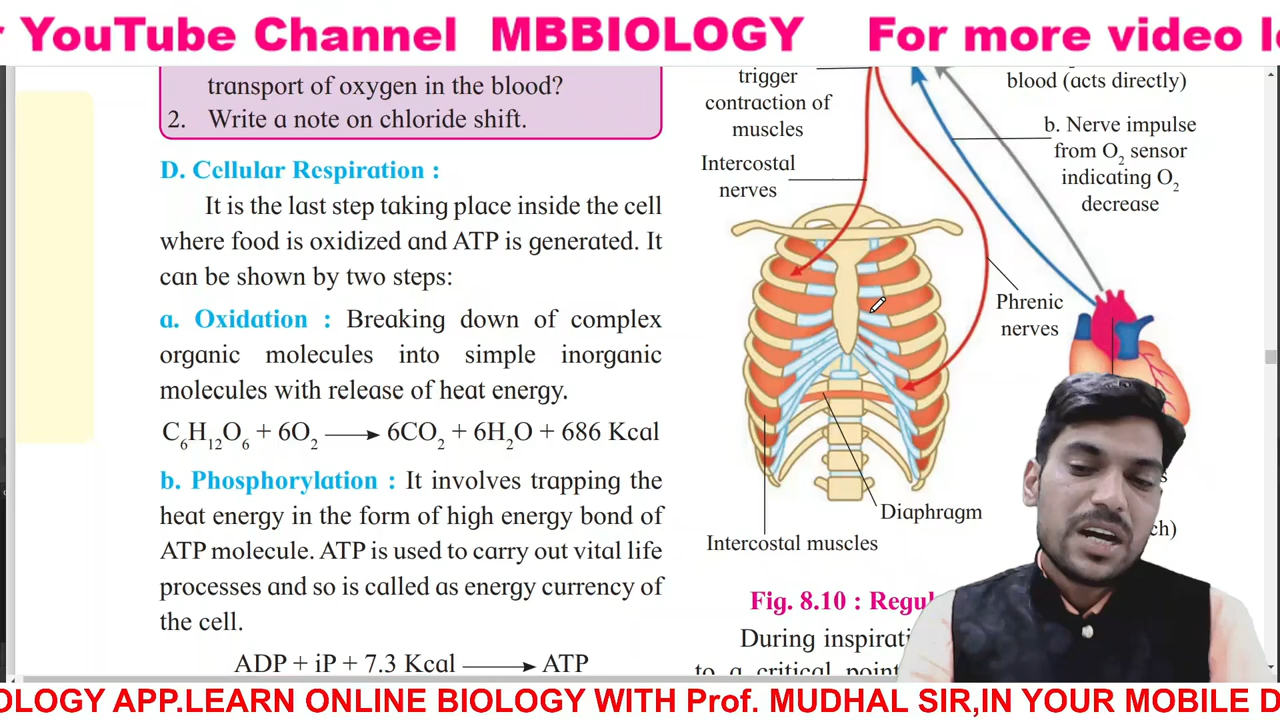 YouTube Channel MBBIOLOGY For more video
transport of oxygen in the blood?
2. Write a note on chloride shift.
D. Cellular Respiration :
It is the last step taking place inside the cell
where food is oxidized and ATP is generated. It
can be shown by two steps:
a. Oxidation : Breaking down of complex
organic molecules into simple inorganic
molecules with release of heat energy.
C₆H₁₂O₆ + 6O₂ ⟶ 6CO₂ + 6H₂O + 686 Kcal
b. Phosphorylation : It involves trapping the
heat energy in the form of high energy bond of
ATP molecule. ATP is used to carry out vital life
processes and so is called as energy currency of
the cell.
ADP + iP + 7.3 Kcal ⟶ ATP
trigger
contraction of
muscles
Intercostal
nerves
blood (acts directly)
b. Nerve impulse
from O₂ sensor
indicating O₂
decrease
Phrenic
nerves
Diaphragm
Intercostal muscles
Fig. 8.10 :
During
to a critical point
APP.LEARN ONLINE BIOLOGY WITH Prof. MUDHAL SIR,IN YOUR MOBILE